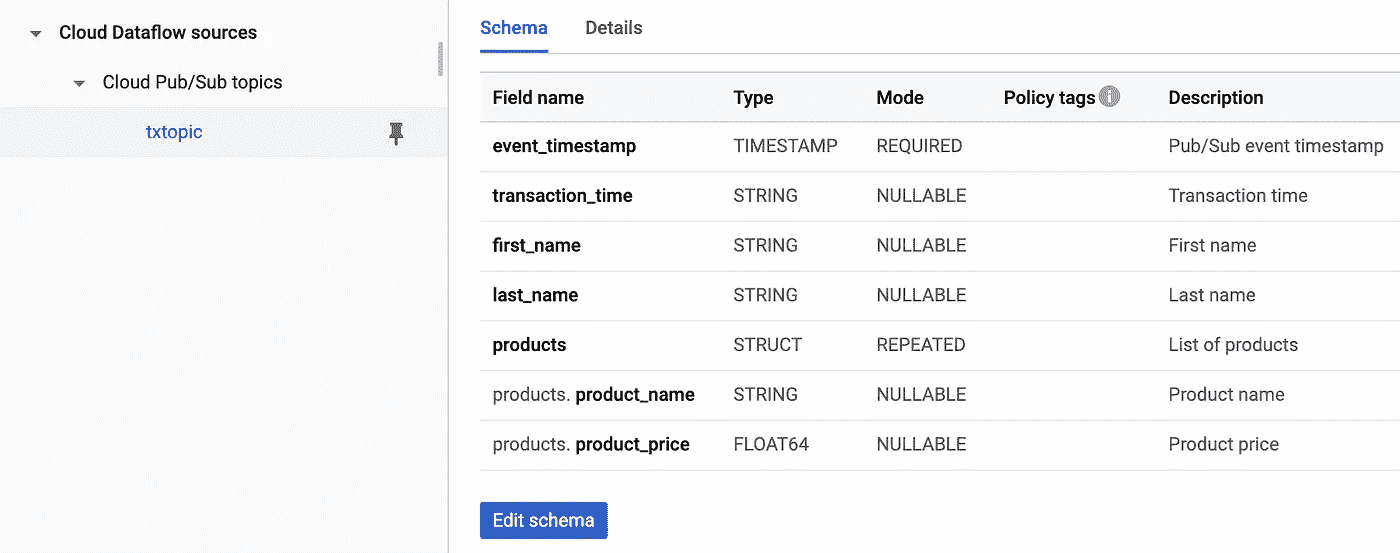 Cloud Dataflow sources
Cloud Pub/Sub topics
txtopic
Schema Details
Field name Type Mode Policy tags Description
event_timestamp TIMESTAMP REQUIRED Pub/Sub event timestamp
transaction_time STRING NULLABLE Transaction time
first_name STRING NULLABLE First name
last_name STRING NULLABLE Last name
products STRUCT REPEATED List of products
products. product_name STRING NULLABLE Product name
products. product_price FLOAT64 NULLABLE Product price
Edit schema